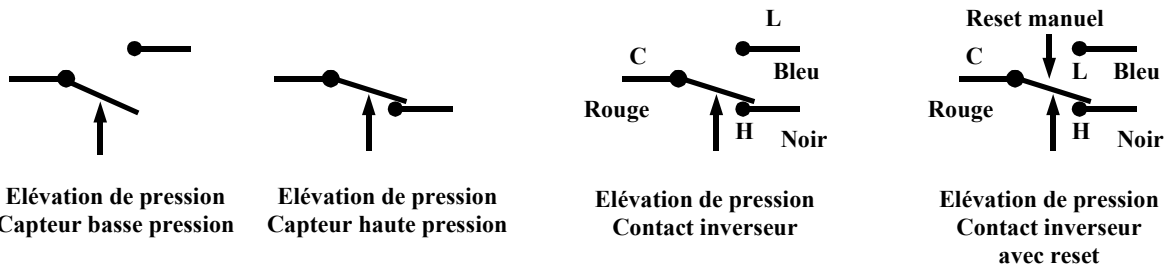 L
Reset manuel
C
C
Bleu
L
Bleu
Rouge
Rouge
H
Noir
H
Noir
Elévation de pression
Capteur basse pression
Elévation de pression
Capteur haute pression
Elévation de pression
Contact inverseur
Elévation de pression
Contact inverseur
avec reset